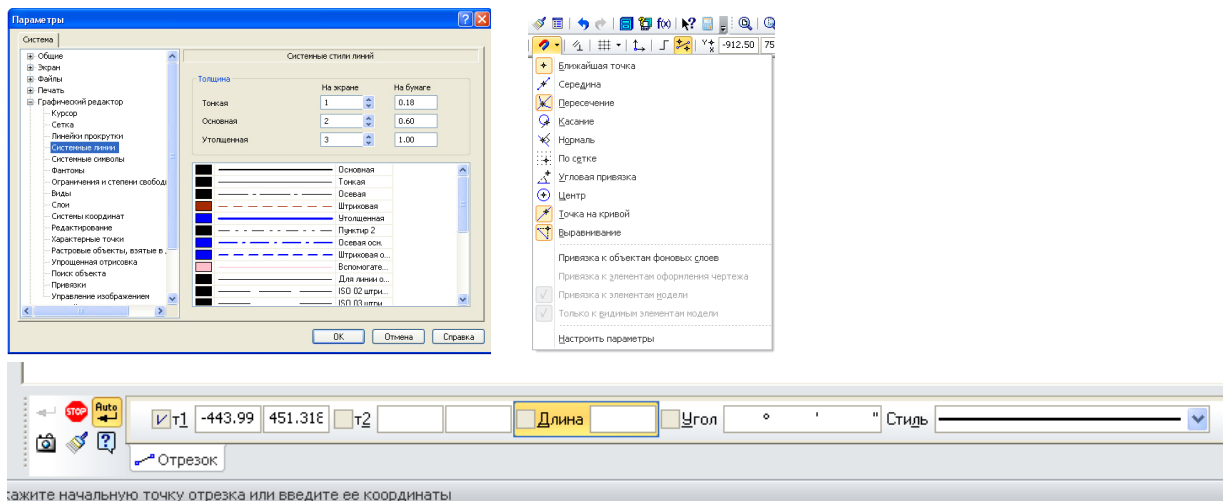 Параметры
Система
Общие
Экран
Файлы
Печать
Графический редактор
Курсор
Сетка
Линейки прокрутки
Системные линии
Системные символы
Фантомы
Ограничения и степени свободы
Виды
Слои
Системы координат
Редактирование
Характерные точки
Растровые объекты, взятые в
Упрощенная отрисовка
Поиск объекта
Привязки
Управление изображением
Системные стили линий
Толщина
На экране На бумаге
Тонкая 1 0.18
Основная 2 0.60
Утолщенная 3 1.00
Основная
Тонкая
Осевая
Штриховая
Утолщенная
Пунктир 2
Осевая осн.
Штриховая о...
Вспомогате...
Для линии о...
ISO 02 штри...
ISO 03 штри
OK Отмена Справка
f(x) -912.50 75
Ближайшая точка
Середина
Пересечение
Касание
Нормаль
По сетке
Угловая привязка
Центр
Точка на кривой
Выравнивание
Привязка к объектам фоновых слоев
Привязка к элементам оформления чертежа
Привязка к элементам модели
Только к видимым элементам модели
Настроить параметры
STOP Auto т1 -443.99 451.318 т2 Длина Угол ° ' " Стиль
Отрезок
кажите начальную точку отрезка или введите ее координаты